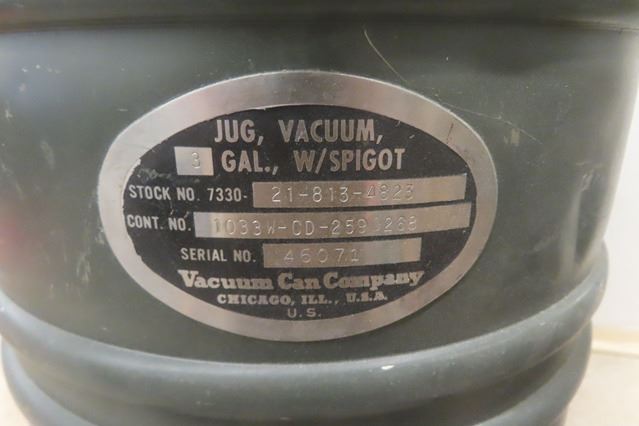 JUG, VACUUM,
3 GAL., W/SPIGOT
STOCK NO. 7330- 21-813-4823
CONT. NO. 1033W-CD-259 J26B
SERIAL NO. 46071
Vacuum Can Company
CHICAGO, ILL., U.S.A.
U.S.